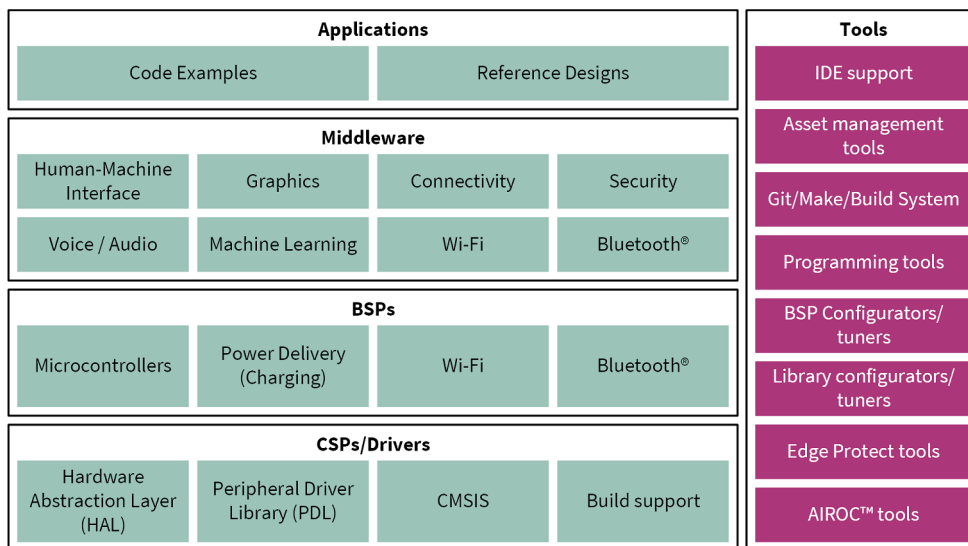 Applications
Code Examples
Reference Designs
Middleware
Human-Machine
Interface
Graphics
Connectivity
Security
Voice / Audio
Machine Learning
Wi-Fi
Bluetooth®
BSPs
Microcontrollers
Power Delivery
(Charging)
Wi-Fi
Bluetooth®
CSPs/Drivers
Hardware
Abstraction Layer
(HAL)
Peripheral Driver
Library (PDL)
CMSIS
Build support
Tools
IDE support
Asset management
tools
Git/Make/Build System
Programming tools
BSP Configurators/
tuners
Library configurators/
tuners
Edge Protect tools
AIROC™ tools